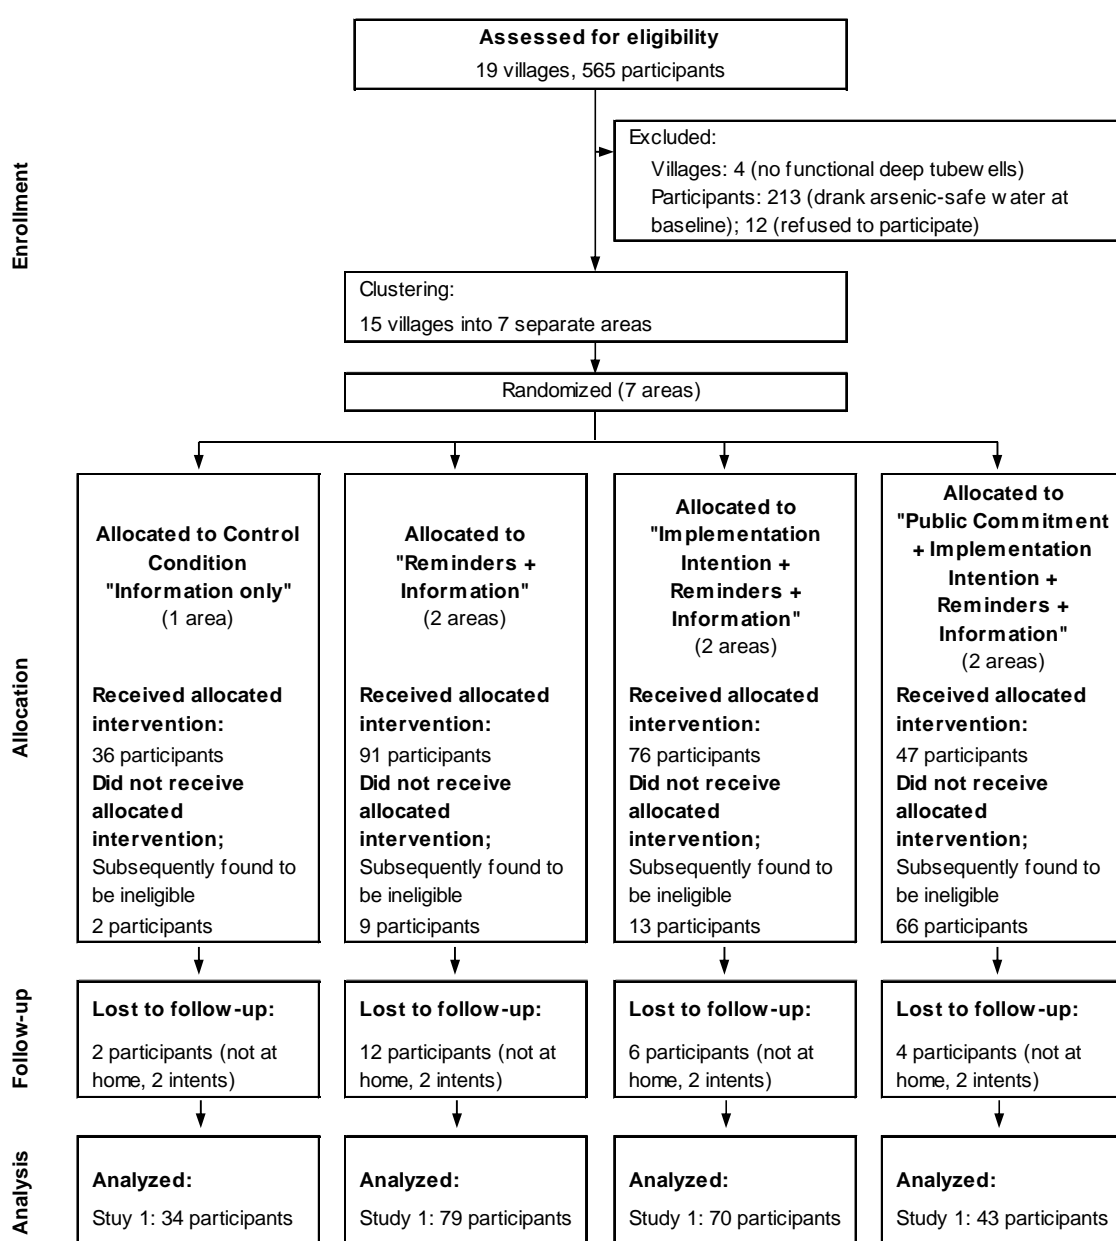 Assessed for eligibility
19 villages, 565 participants
Enrollment
Excluded:
Villages: 4 (no functional deep tubewells)
Participants: 213 (drank arsenic-safe water at
baseline); 12 (refused to participate)
Clustering:
15 villages into 7 separate areas
Randomized (7 areas)
Allocation
Allocated to Control
Condition
"Information only"
(1 area)
Received allocated
intervention:
36 participants
Did not receive
allocated
intervention;
Subsequently found to
be ineligible
2 participants
Allocated to
"Reminders +
Information"
(2 areas)
Received allocated
intervention:
91 participants
Did not receive
allocated
intervention;
Subsequently found to
be ineligible
9 participants
Allocated to
"Implementation
Intention +
Reminders +
Information"
(2 areas)
Received allocated
intervention:
76 participants
Did not receive
allocated
intervention;
Subsequently found to
be ineligible
13 participants
Allocated to
"Public Commitment
+ Implementation
Intention +
Reminders +
Information"
(2 areas)
Received allocated
intervention:
47 participants
Did not receive
allocated
intervention;
Subsequently found to
be ineligible
66 participants
Follow-up
Lost to follow-up:
2 participants (not at
home, 2 intents)
Lost to follow-up:
12 participants (not at
home, 2 intents)
Lost to follow-up:
6 participants (not at
home, 2 intents)
Lost to follow-up:
4 participants (not at
home, 2 intents)
Analysis
Analyzed:
Stuy 1: 34 participants
Analyzed:
Study 1: 79 participants
Analyzed:
Study 1: 70 participants
Analyzed:
Study 1: 43 participants